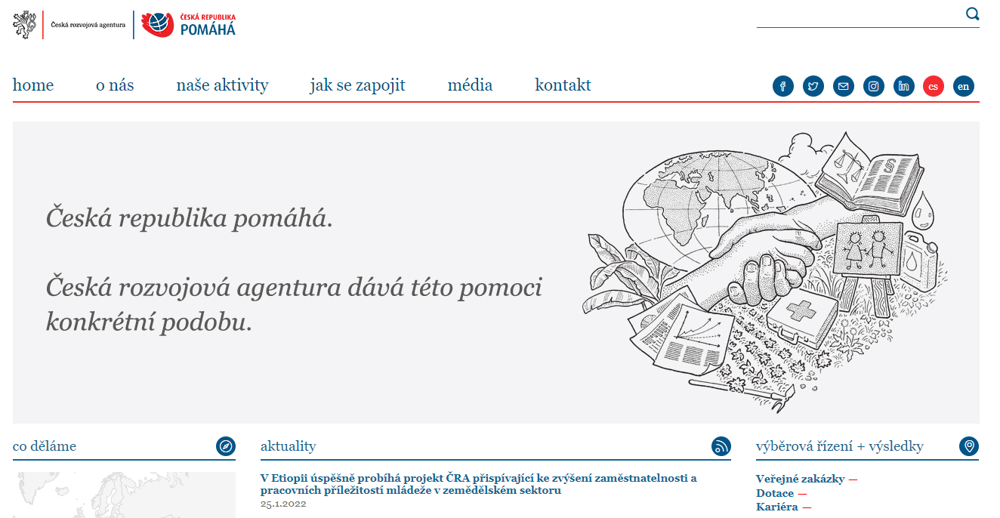 Česká rozvojová agentura
ČESKÁ REPUBLIKA
POMÁHÁ
home o nás naše aktivity jak se zapojit média kontakt
cs en
Česká republika pomáhá.
Česká rozvojová agentura dává této pomoci
konkrétní podobu.
co děláme
aktuality
výběrová řízení + výsledky
V Etiopii úspěšně probíhá projekt ČRA přispívající ke zvýšení zaměstnatelnosti a
pracovních příležitostí mládeže v zemědělském sektoru
25.1.2022
Veřejné zakázky —
Dotace —
Kariéra —